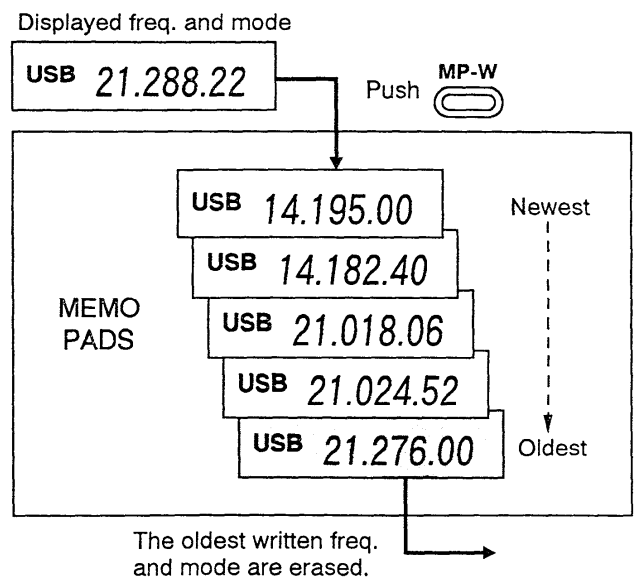 Displayed freq. and mode
USB 21.288.22
Push MP-W
USB 14.195.00
Newest
USB 14.182.40
MEMO
PADS
USB 21.018.06
USB 21.024.52
USB 21.276.00
Oldest
The oldest written freq.
and mode are erased.